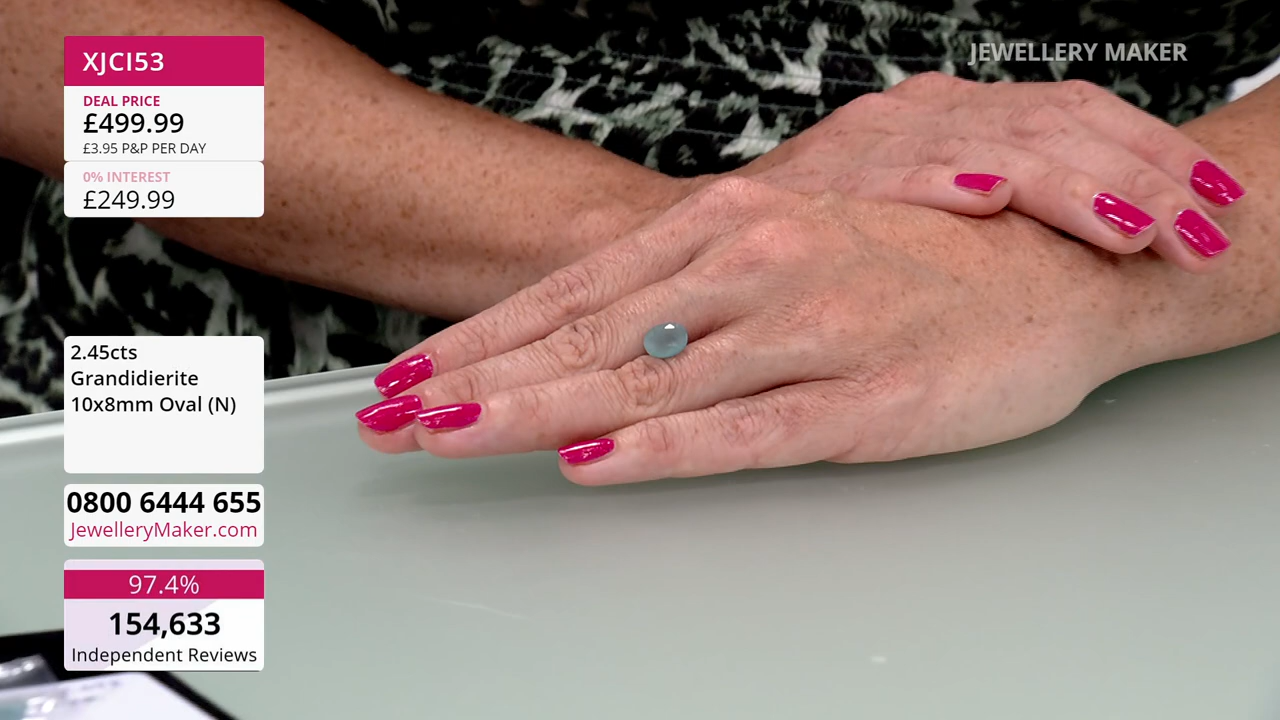 XJCI53
DEAL PRICE
£499.99
£3.95 P&P PER DAY
0% INTEREST
£249.99
2.45cts
Grandidierite
10x8mm Oval (N)
0800 6444 655
JewelleryMaker.com
97.4%
154,633
Independent Reviews
JEWELLERY MAKER